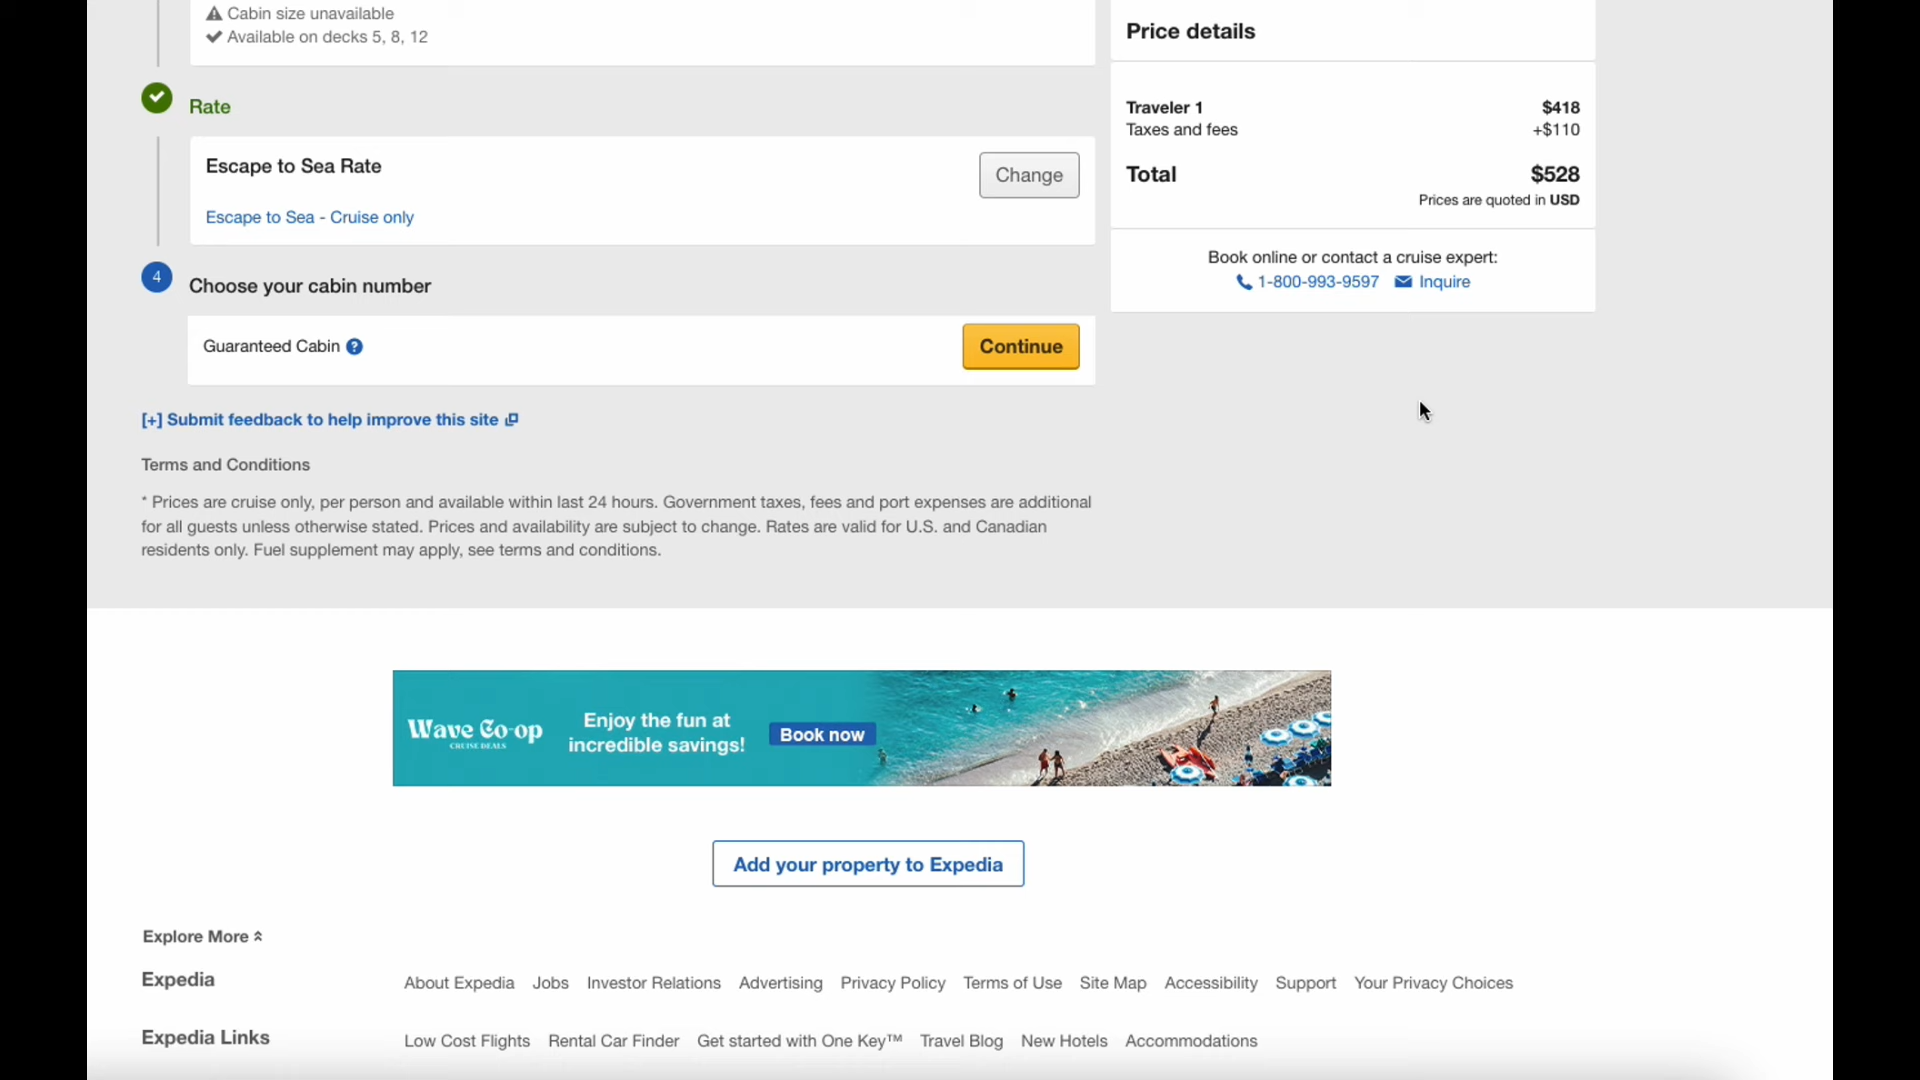 Cabin size unavailable
Available on decks 5, 8, 12
Rate
Escape to Sea Rate
Change
Escape to Sea - Cruise only
4
Choose your cabin number
Guaranteed Cabin ?
Continue
[+] Submit feedback to help improve this site
Terms and Conditions
* Prices are cruise only, per person and available within last 24 hours. Government taxes, fees and port expenses are additional
for all guests unless otherwise stated. Prices and availability are subject to change. Rates are valid for U.S. and Canadian
residents only. Fuel supplement may apply, see terms and conditions.
Price details
Traveler 1 $418
Taxes and fees +$110
Total $528
Prices are quoted in USD
Book online or contact a cruise expert:
1-800-993-9597 Inquire
Wave Co-op
CRUISE DEALS
Enjoy the fun at
incredible savings!
Book now
Add your property to Expedia
Explore More
Expedia About Expedia Jobs Investor Relations Advertising Privacy Policy Terms of Use Site Map Accessibility Support Your Privacy Choices
Expedia Links Low Cost Flights Rental Car Finder Get started with One Key™ Travel Blog New Hotels Accommodations